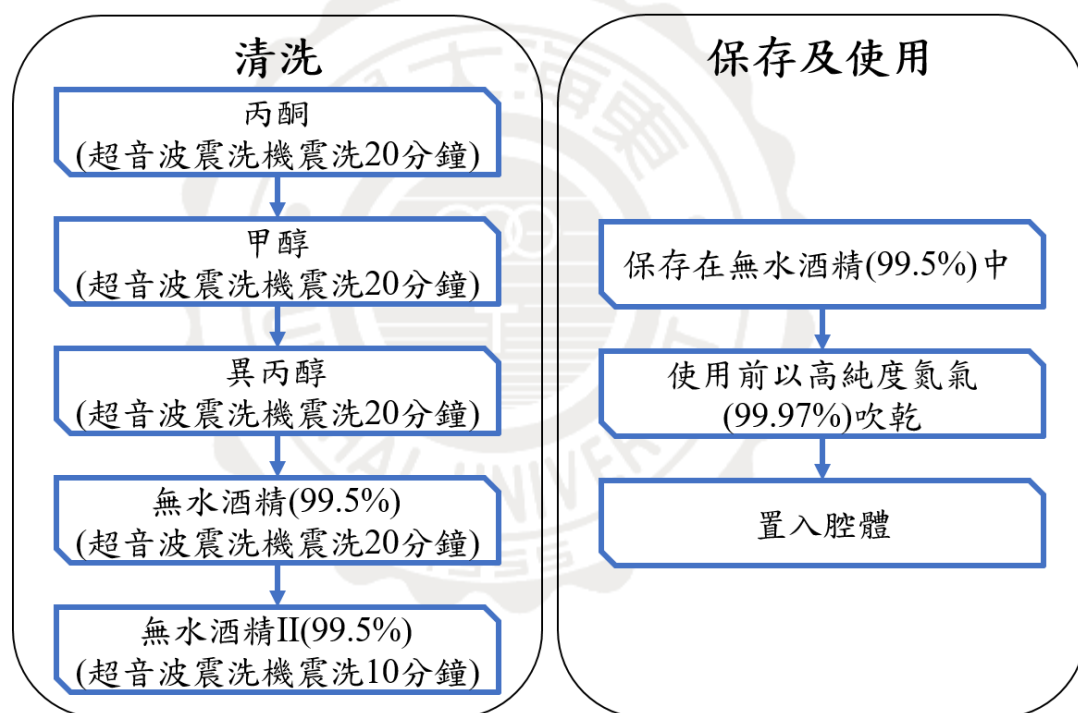 清洗
丙酮
(超音波震洗機震洗20分鐘)
甲醇
(超音波震洗機震洗20分鐘)
異丙醇
(超音波震洗機震洗20分鐘)
無水酒精(99.5%)
(超音波震洗機震洗20分鐘)
無水酒精II(99.5%)
(超音波震洗機震洗10分鐘)
保存及使用
保存在無水酒精(99.5%)中
使用前以高純度氮氣
(99.97%)吹乾
置入腔體